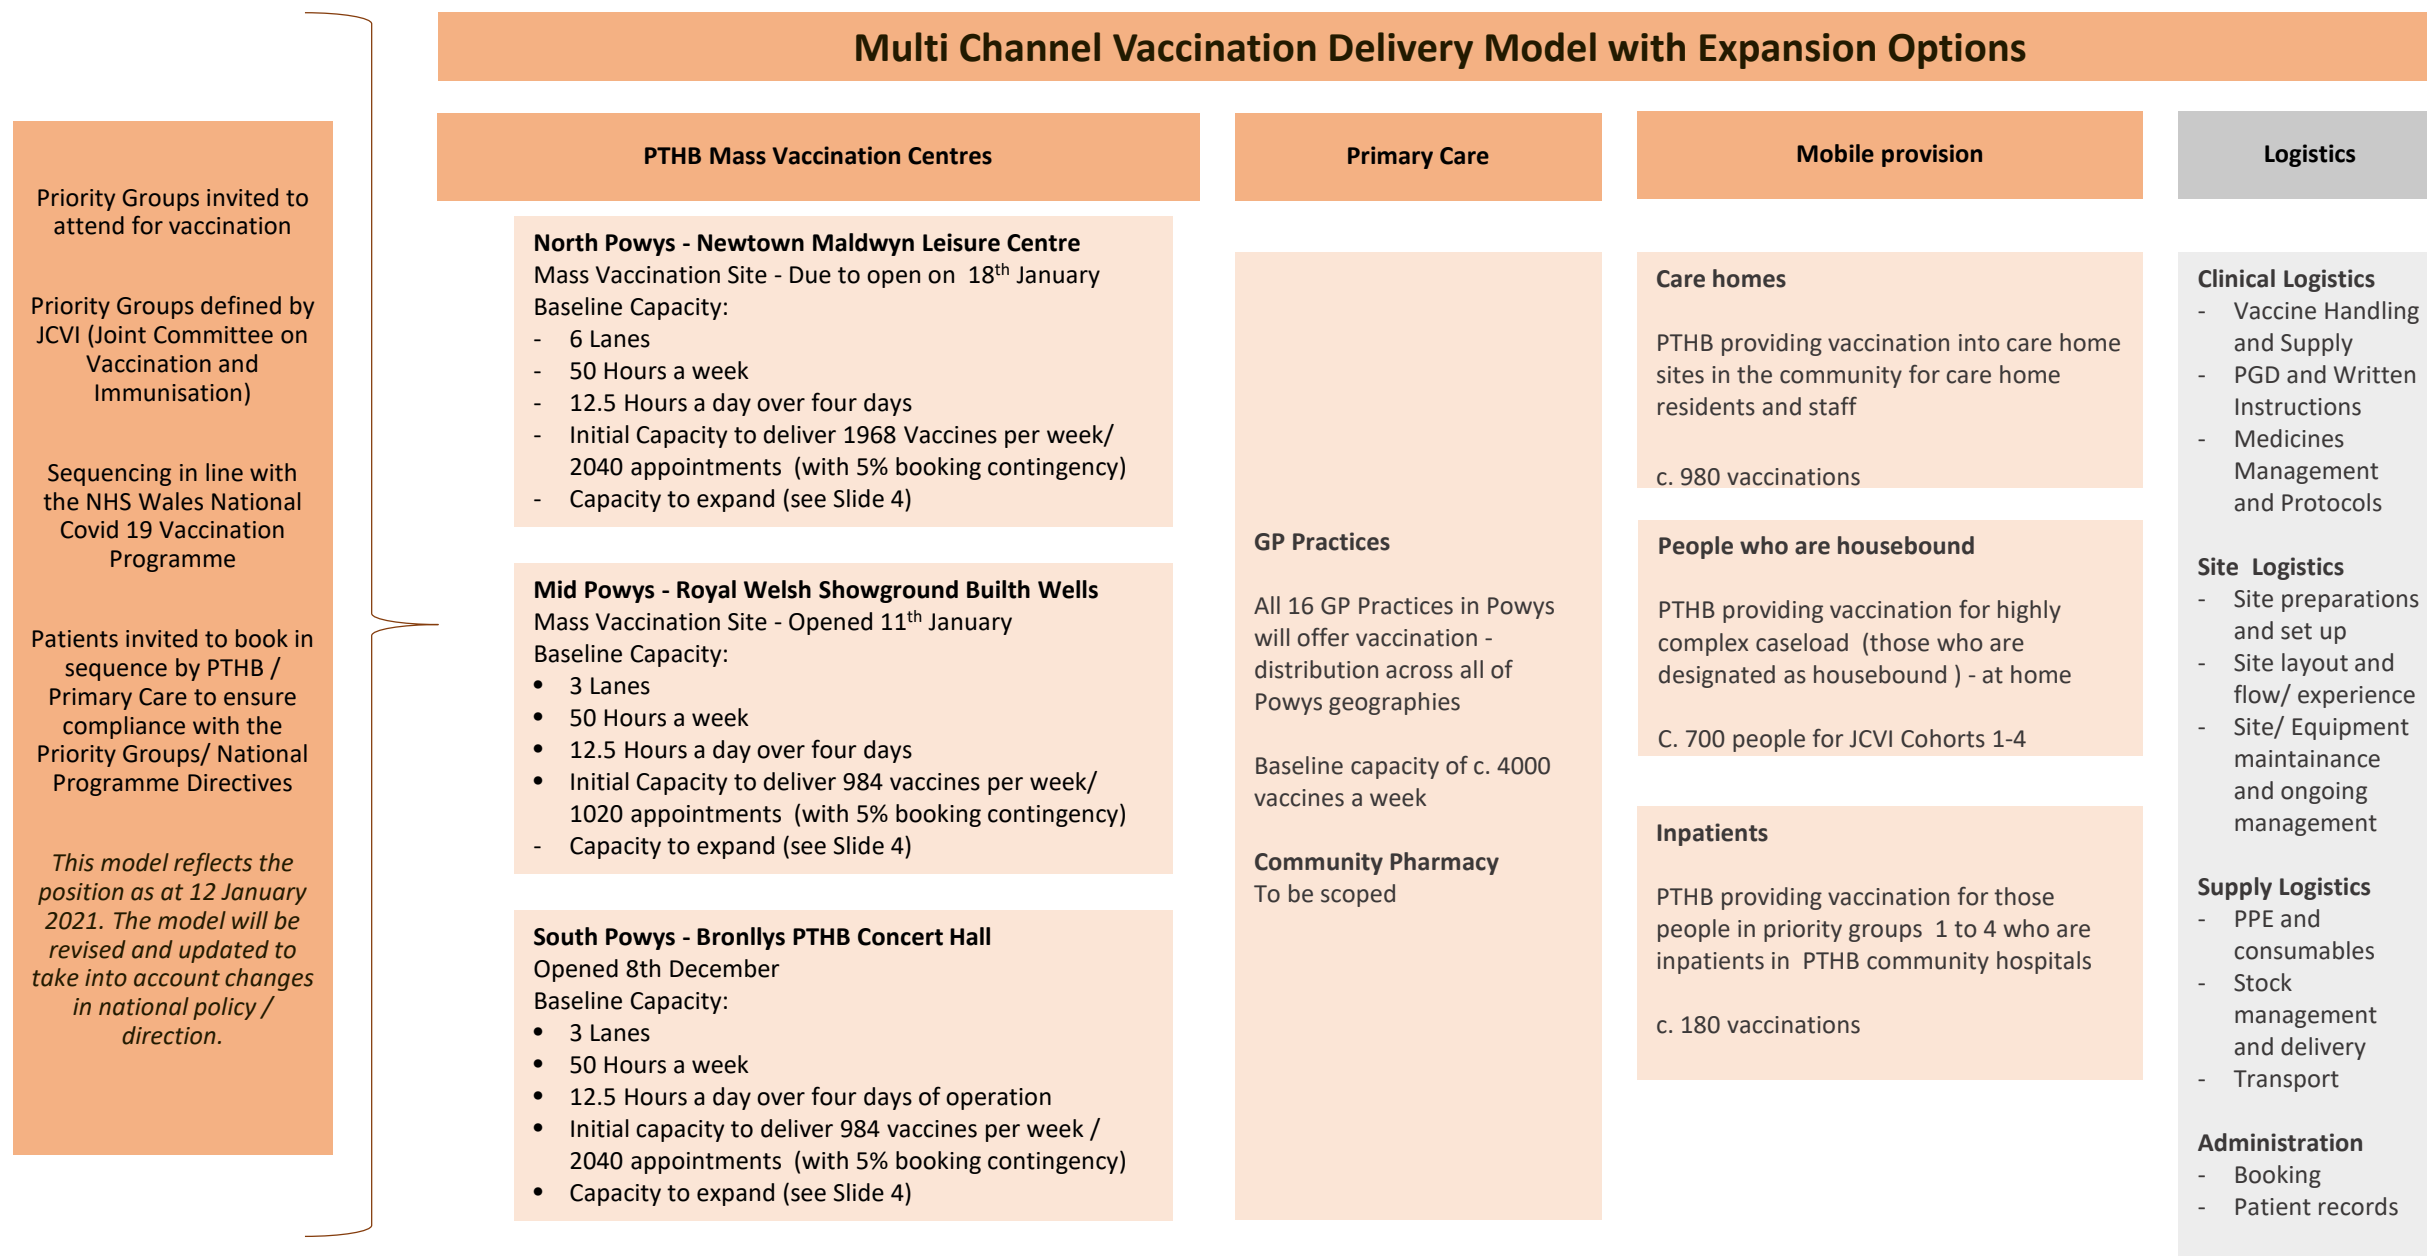 Multi Channel Vaccination Delivery Model with Expansion Options
Priority Groups invited to
attend for vaccination
Priority Groups defined by
JCVI (Joint Committee on
Vaccination and
Immunisation)
Sequencing in line with
the NHS Wales National
Covid 19 Vaccination
Programme
Patients invited to book in
sequence by PTHB /
Primary Care to ensure
compliance with the
Priority Groups/ National
Programme Directives
This model reflects the
position as at 12 January
2021. The model will be
revised and updated to
take into account changes
in national policy /
direction.
PTHB Mass Vaccination Centres
North Powys - Newtown Maldwyn Leisure Centre
Mass Vaccination Site - Due to open on 18th January
Baseline Capacity:
- 6 Lanes
- 50 Hours a week
- 12.5 Hours a day over four days
- Initial Capacity to deliver 1968 Vaccines per week/
2040 appointments (with 5% booking contingency)
- Capacity to expand (see Slide 4)
Mid Powys - Royal Welsh Showground Builth Wells
Mass Vaccination Site - Opened 11th January
Baseline Capacity:
• 3 Lanes
• 50 Hours a week
• 12.5 Hours a day over four days
• Initial Capacity to deliver 984 vaccines per week/
1020 appointments (with 5% booking contingency)
- Capacity to expand (see Slide 4)
South Powys - Bronllys PTHB Concert Hall
Opened 8th December
Baseline Capacity:
• 3 Lanes
• 50 Hours a week
• 12.5 Hours a day over four days of operation
• Initial capacity to deliver 984 vaccines per week /
2040 appointments (with 5% booking contingency)
• Capacity to expand (see Slide 4)
Primary Care
GP Practices
All 16 GP Practices in Powys
will offer vaccination -
distribution across all of
Powys geographies
Baseline capacity of c. 4000
vaccines a week
Community Pharmacy
To be scoped
Mobile provision
Care homes
PTHB providing vaccination into care home
sites in the community for care home
residents and staff
c. 980 vaccinations
People who are housebound
PTHB providing vaccination for highly
complex caseload (those who are
designated as housebound ) - at home
C. 700 people for JCVI Cohorts 1-4
Inpatients
PTHB providing vaccination for those
people in priority groups 1 to 4 who are
inpatients in PTHB community hospitals
c. 180 vaccinations
Logistics
Clinical Logistics
- Vaccine Handling
and Supply
- PGD and Written
Instructions
- Medicines
Management
and Protocols
Site Logistics
- Site preparations
and set up
- Site layout and
flow/ experience
- Site/ Equipment
maintainance
and ongoing
management
Supply Logistics
- PPE and
consumables
- Stock
management
and delivery
- Transport
Administration
- Booking
- Patient records